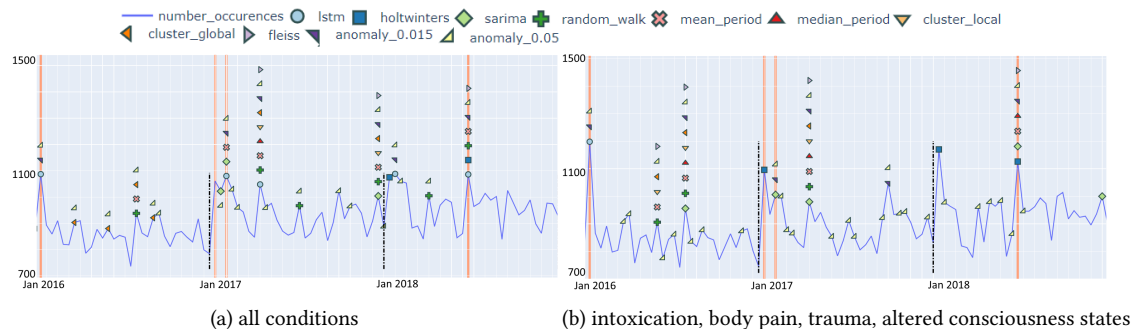 number_occurences lstm holtwinters sarima random_walk mean_period median_period cluster_local
cluster_global fleiss anomaly_0.015 anomaly_0.05
1500
1100
700
Jan 2016 Jan 2017 Jan 2018
(a) all conditions
1500
1200
700
Jan 2016 Jan 2017 Jan 2018
(b) intoxication, body pain, trauma, altered consciousness states